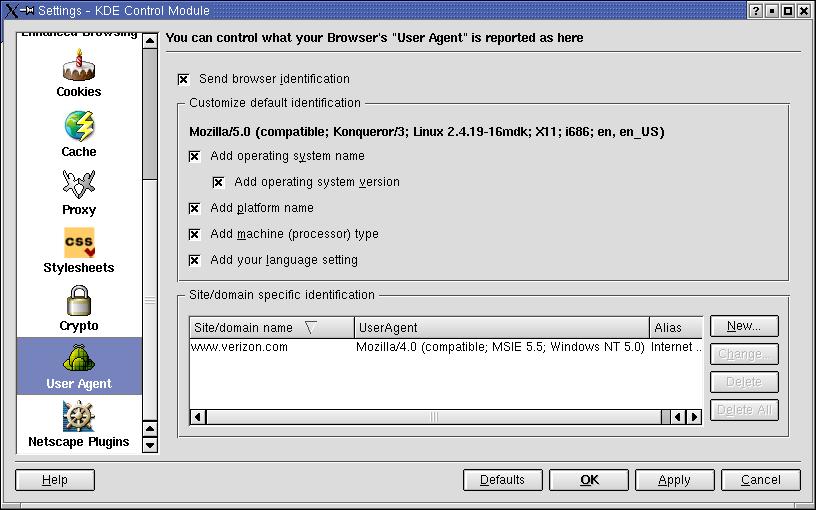 Settings - KDE Control Module
Enhanced Browsing
Cookies
Cache
Proxy
CSS
Stylesheets
Crypto
User Agent
Netscape Plugins
You can control what your Browser's "User Agent" is reported as here
Send browser identification
Customize default identification
Mozilla/5.0 (compatible; Konqueror/3; Linux 2.4.19-16mdk; X11; i686; en, en_US)
Add operating system name
Add operating system version
Add platform name
Add machine (processor) type
Add your language setting
Site/domain specific identification
Site/domain name UserAgent Alias
www.verizon.com Mozilla/4.0 (compatible; MSIE 5.5; Windows NT 5.0) Internet ..
New...
Change...
Delete
Delete All
Help Defaults OK Apply Cancel